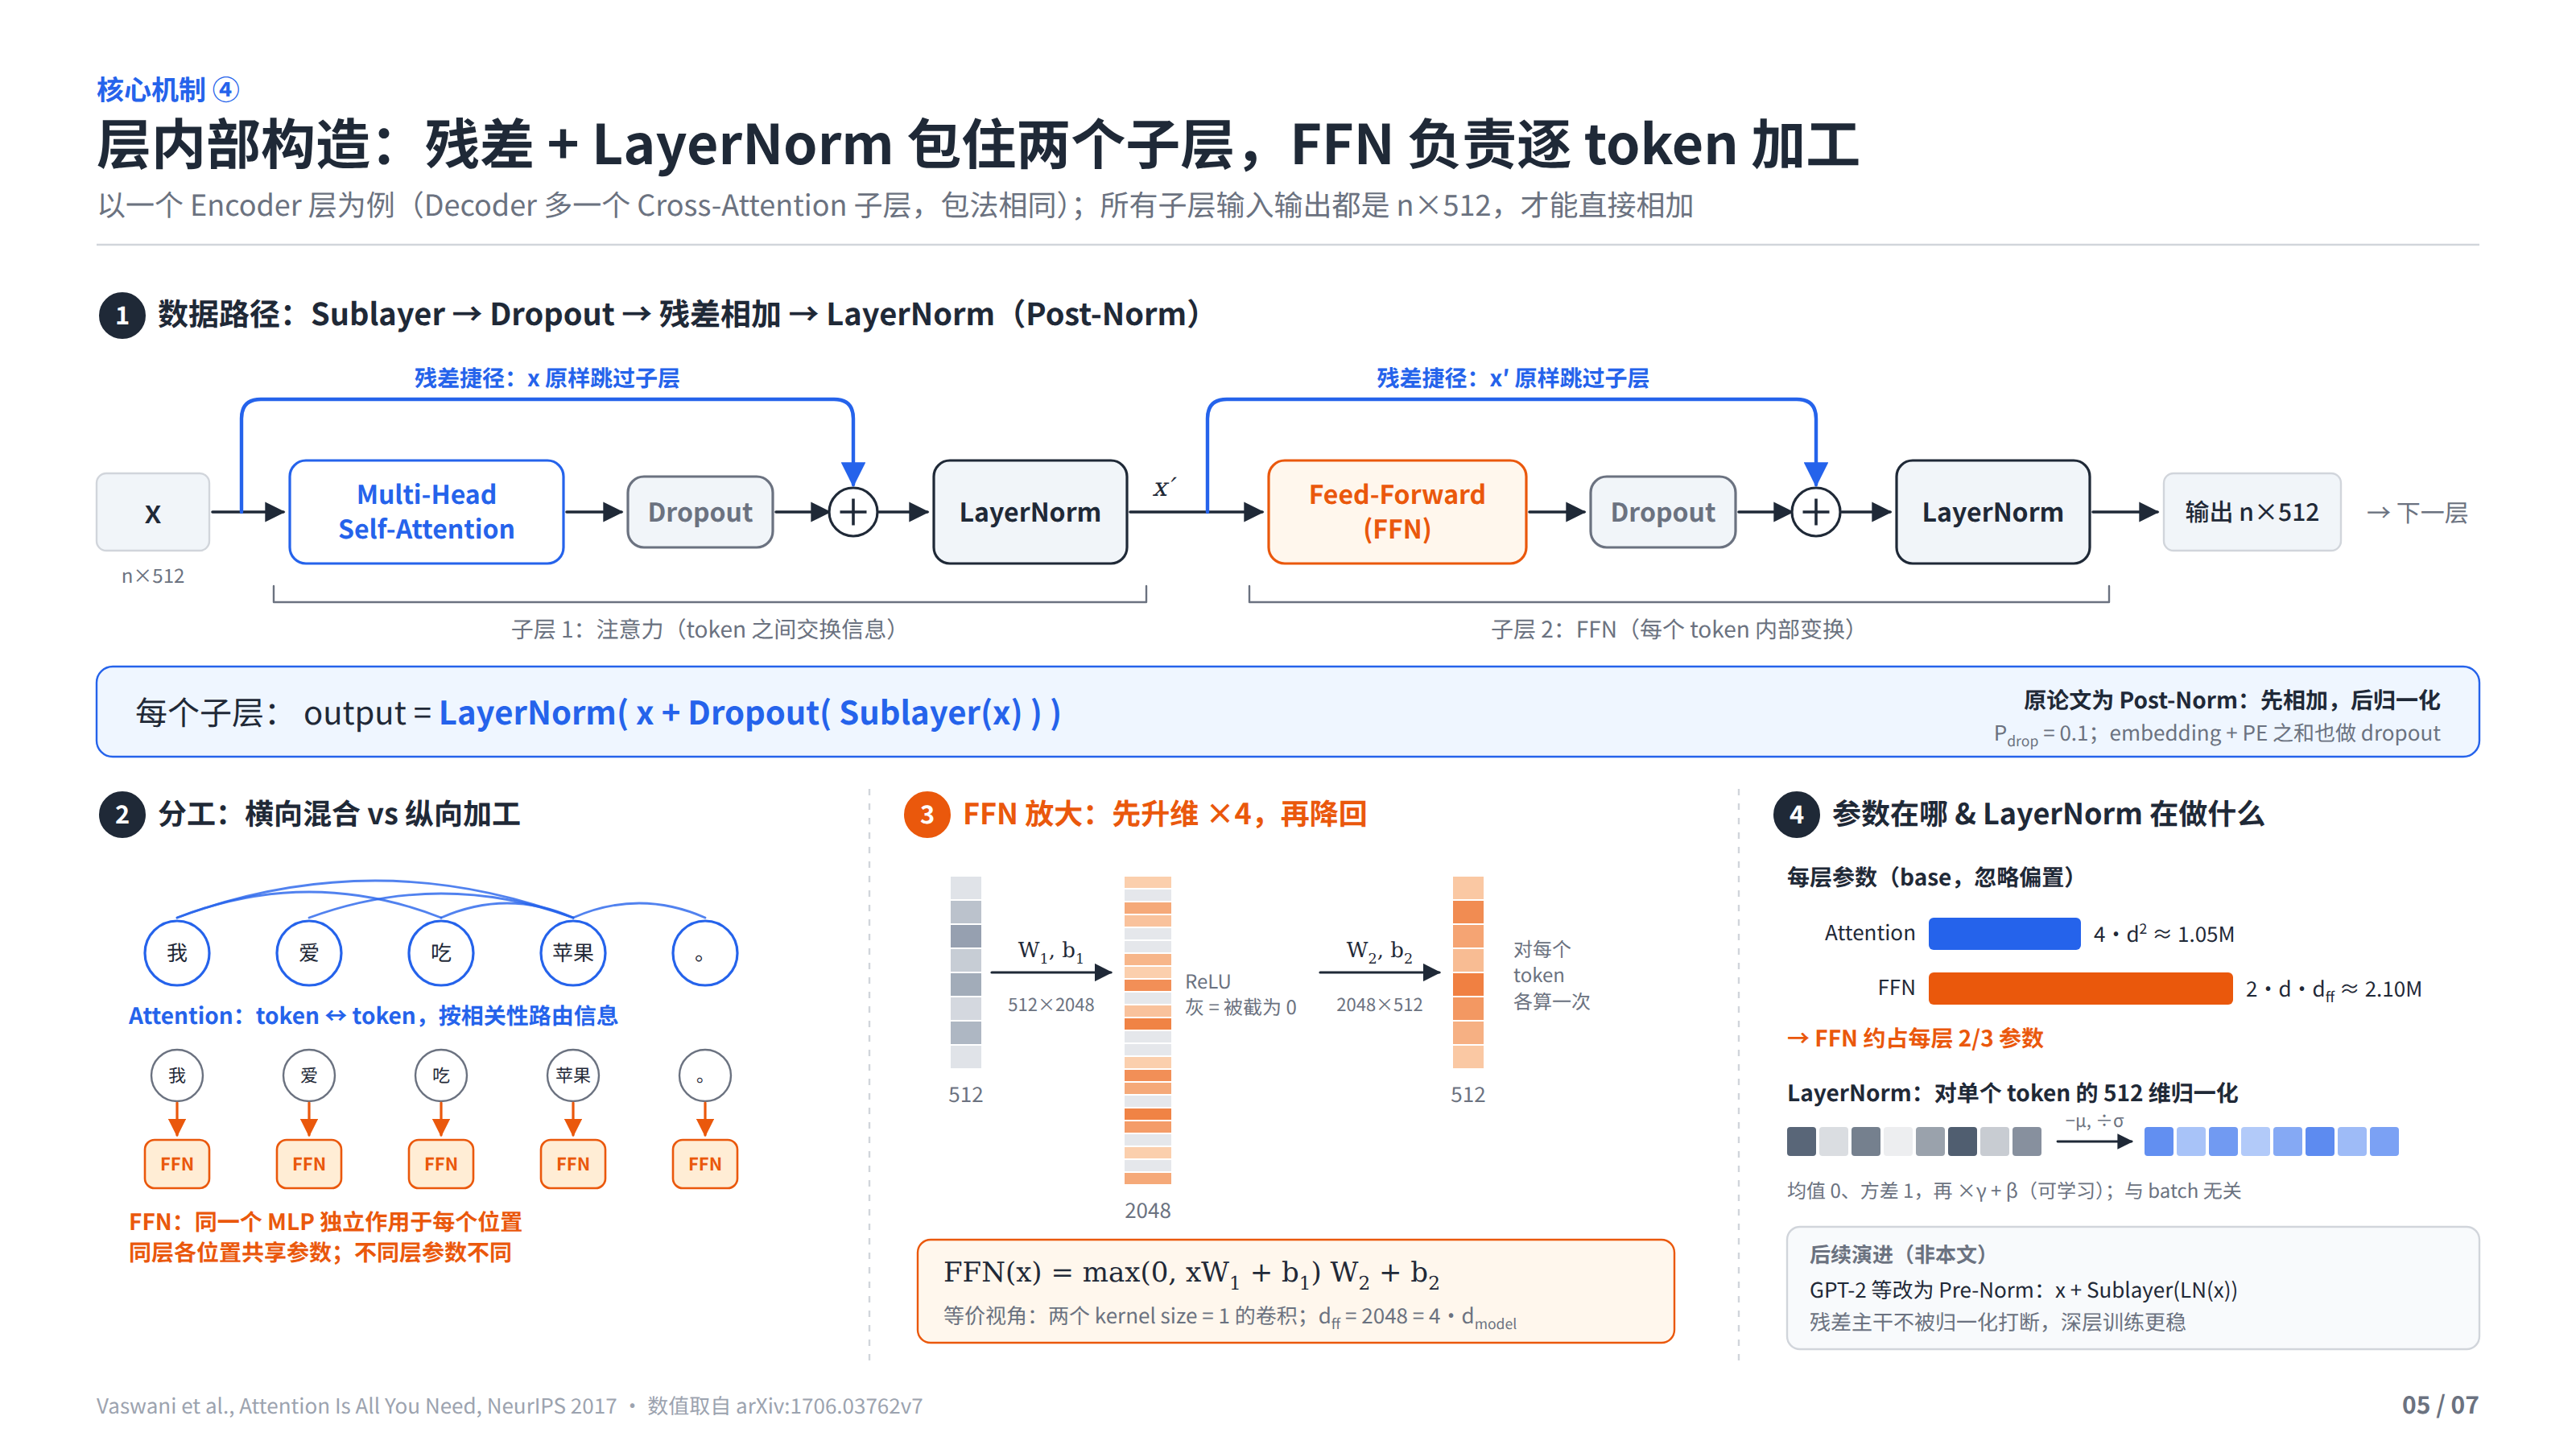 核心机制 ④
层内部构造：残差 + LayerNorm 包住两个子层，FFN 负责逐 token 加工
以一个 Encoder 层为例（Decoder 多一个 Cross-Attention 子层，包法相同）；所有子层输入输出都是 n×512，才能直接相加
1 数据路径：Sublayer → Dropout → 残差相加 → LayerNorm（Post-Norm）
残差捷径：x 原样跳过子层
残差捷径：x′ 原样跳过子层
X
n×512
Multi-Head
Self-Attention
Dropout
LayerNorm
x′
Feed-Forward
(FFN)
Dropout
LayerNorm
输出 n×512
→ 下一层
子层 1：注意力（token 之间交换信息）
子层 2：FFN（每个 token 内部变换）
每个子层： output = LayerNorm( x + Dropout( Sublayer(x) ) )
原论文为 Post-Norm：先相加，后归一化
P_drop = 0.1；embedding + PE 之和也做 dropout
2 分工：横向混合 vs 纵向加工
我 爱 吃 苹果 。
Attention：token ↔ token，按相关性路由信息
我 爱 吃 苹果 。
FFN FFN FFN FFN FFN
FFN：同一个 MLP 独立作用于每个位置
同层各位置共享参数；不同层参数不同
3 FFN 放大：先升维 ×4，再降回
W₁, b₁
512×2048
ReLU
灰 = 被截为 0
W₂, b₂
2048×512
对每个
token
各算一次
512
2048
512
FFN(x) = max(0, xW₁ + b₁) W₂ + b₂
等价视角：两个 kernel size = 1 的卷积；d_ff = 2048 = 4・d_model
4 参数在哪 & LayerNorm 在做什么
每层参数（base，忽略偏置）
Attention 4・d² ≈ 1.05M
FFN 2・d・d_ff ≈ 2.10M
→ FFN 约占每层 2/3 参数
LayerNorm：对单个 token 的 512 维归一化
−μ, ÷σ
均值 0、方差 1，再 ×γ + β（可学习）；与 batch 无关
后续演进（非本文）
GPT-2 等改为 Pre-Norm：x + Sublayer(LN(x))
残差主干不被归一化打断，深层训练更稳
Vaswani et al., Attention Is All You Need, NeurIPS 2017 ・ 数值取自 arXiv:1706.03762v7
05 / 07